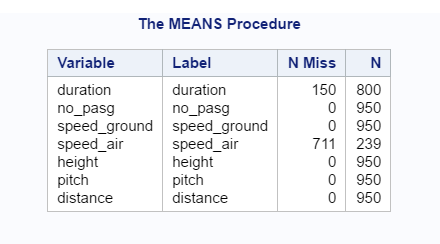 The MEANS Procedure
Variable Label N Miss N
duration duration 150 800
no_pasg no_pasg 0 950
speed_ground speed_ground 0 950
speed_air speed_air 711 239
height height 0 950
pitch pitch 0 950
distance distance 0 950